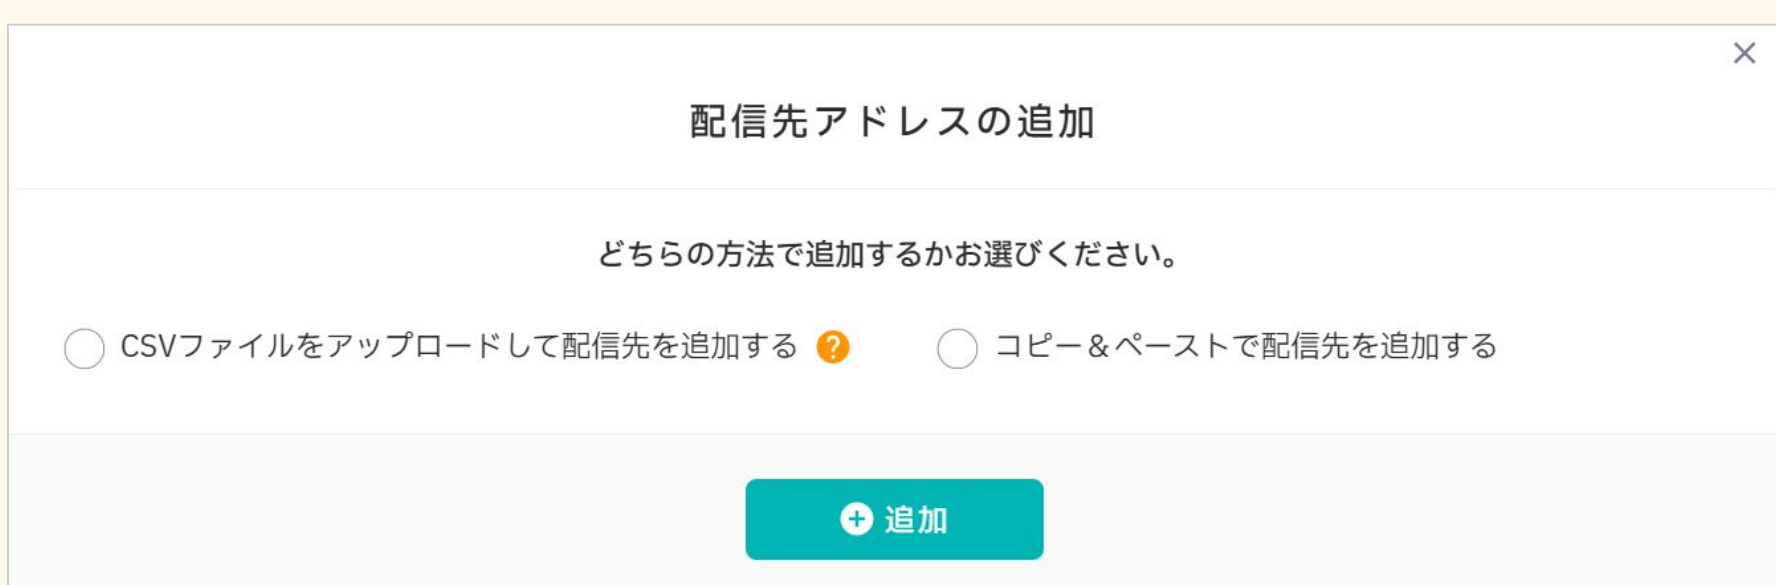 配信先アドレスの追加
どちらの方法で追加するかお選びください。
CSVファイルをアップロードして配信先を追加する ? コピー＆ペーストで配信先を追加する
追加